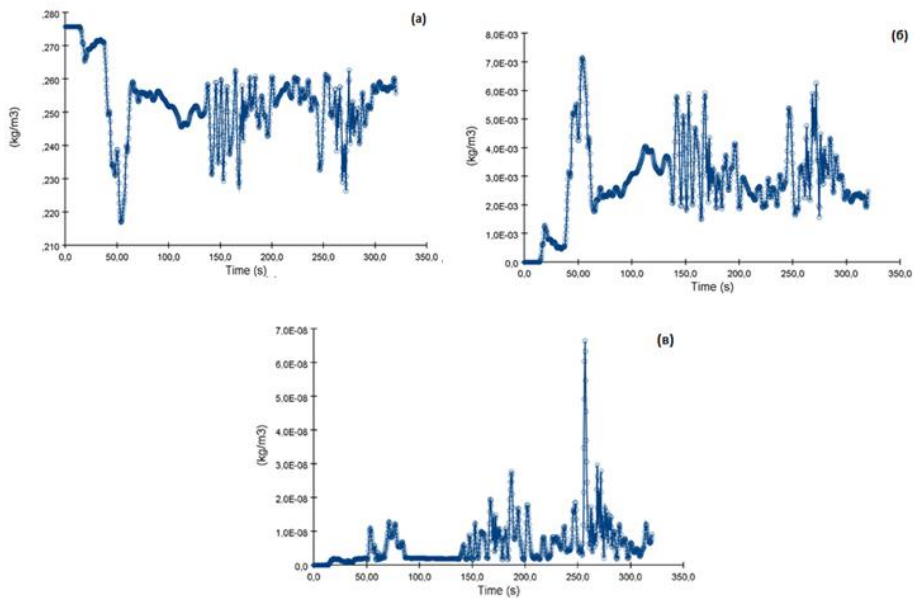 (а)
,280
,270
,260
,250
,240
,230
,220
,210
(kg/m3)
0,0 50,00 100,0 150,0 200,0 250,0 300,0 350,0
Time (s)
(б)
8,0E-03
7,0E-03
6,0E-03
5,0E-03
4,0E-03
3,0E-03
2,0E-03
1,0E-03
0,0
(kg/m3)
0,0 50,00 100,0 150,0 200,0 250,0 300,0 350,0
Time (s)
(в)
7,0E-08
6,0E-08
5,0E-08
4,0E-08
3,0E-08
2,0E-08
1,0E-08
0,0
(kg/m3)
0,0 50,00 100,0 150,0 200,0 250,0 300,0 350,0
Time (s)